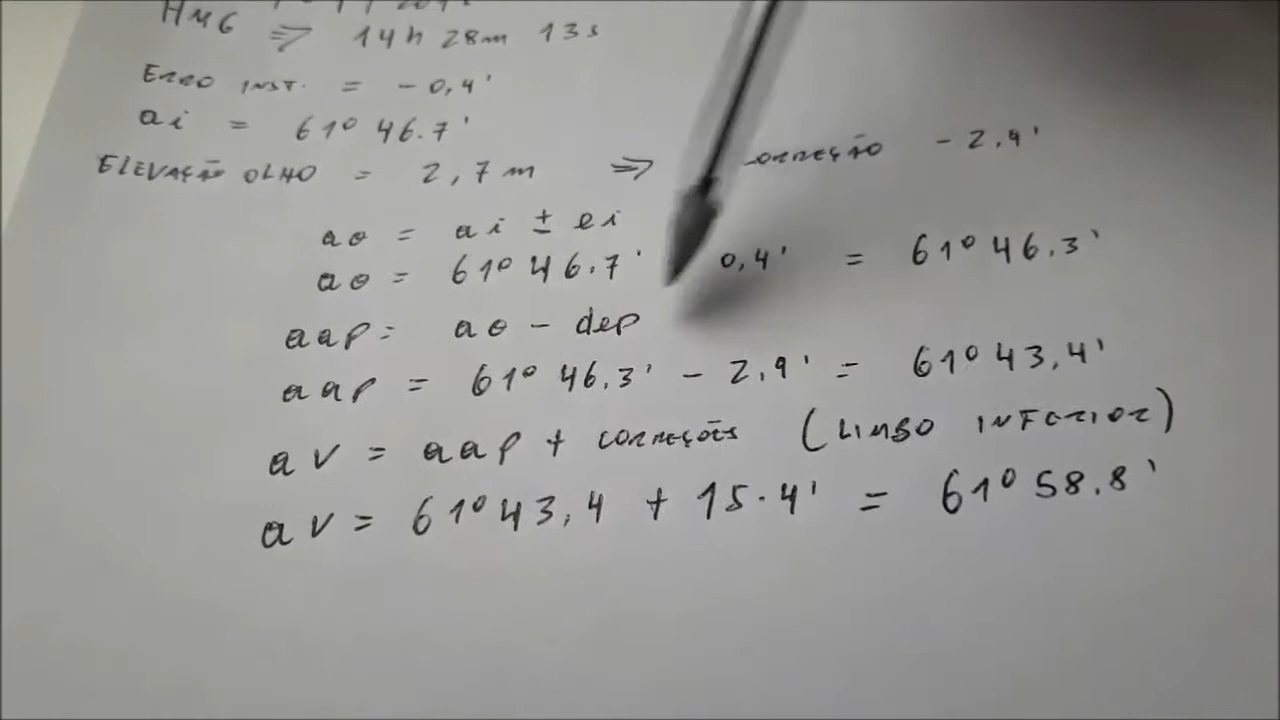 HMG ⇒ 14h 28m 13s
ERRO INST. = - 0,4'
ai = 61° 46.7'
ELEVAÇÃO OLHO = 2,7m ⇒ - 2.9'
ao = ai ± ei
ao = 61° 46.7' 0,4' = 61° 46.3'
aap = ao - dep
aap = 61° 46.3' - 2.9' = 61° 43,4'
av = aap + CORREÇÕES (LIMBO INFERIOR)
av = 61° 43,4 + 15.4' = 61° 58.8'